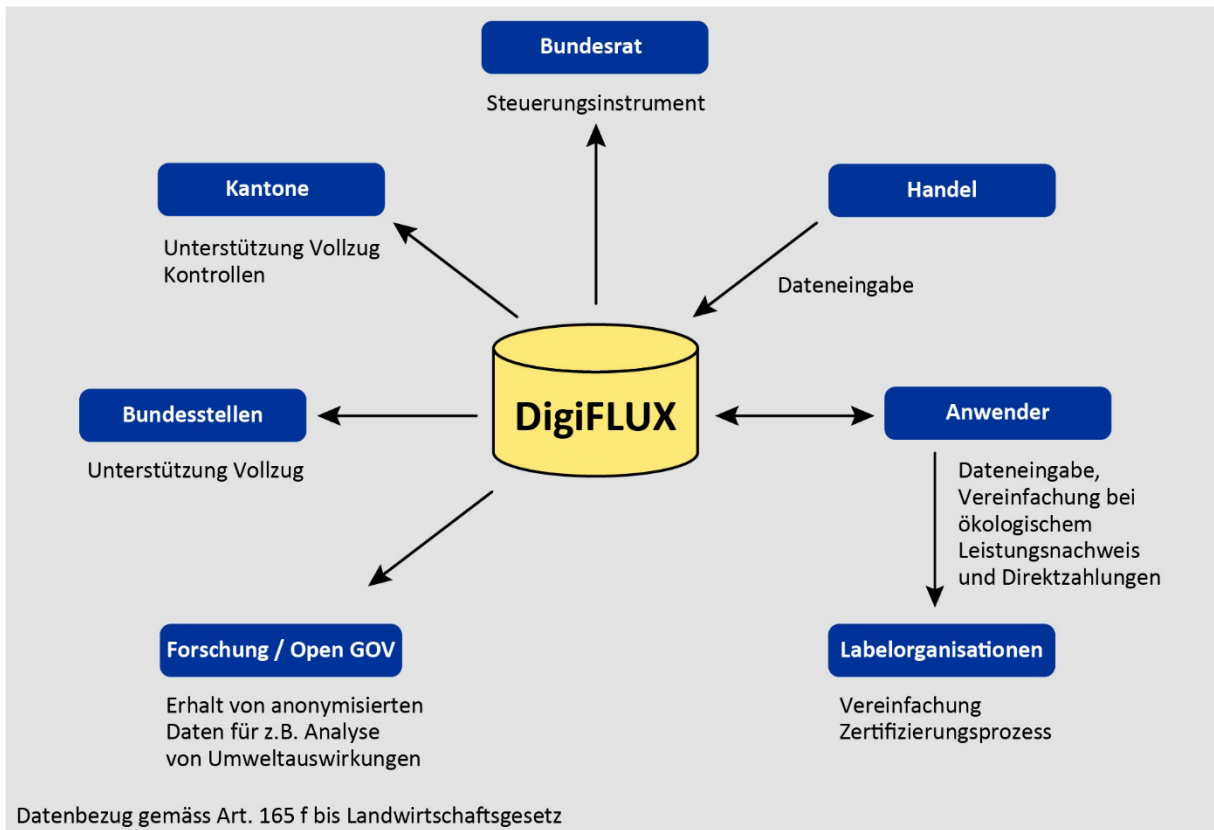 Bundesrat
Steuerungsinstrument
Kantone
Unterstützung Vollzug
Kontrollen
Handel
Dateneingabe
DigiFLUX
Bundesstellen
Unterstützung Vollzug
Anwender
Dateneingabe,
Vereinfachung bei
ökologischem
Leistungsnachweis
und Direktzahlungen
Forschung / Open GOV
Erhalt von anonymisierten
Daten für z.B. Analyse
von Umweltauswirkungen
Labelorganisationen
Vereinfachung
Zertifizierungsprozess
Datenbezug gemäss Art. 165 f bis Landwirtschaftsgesetz